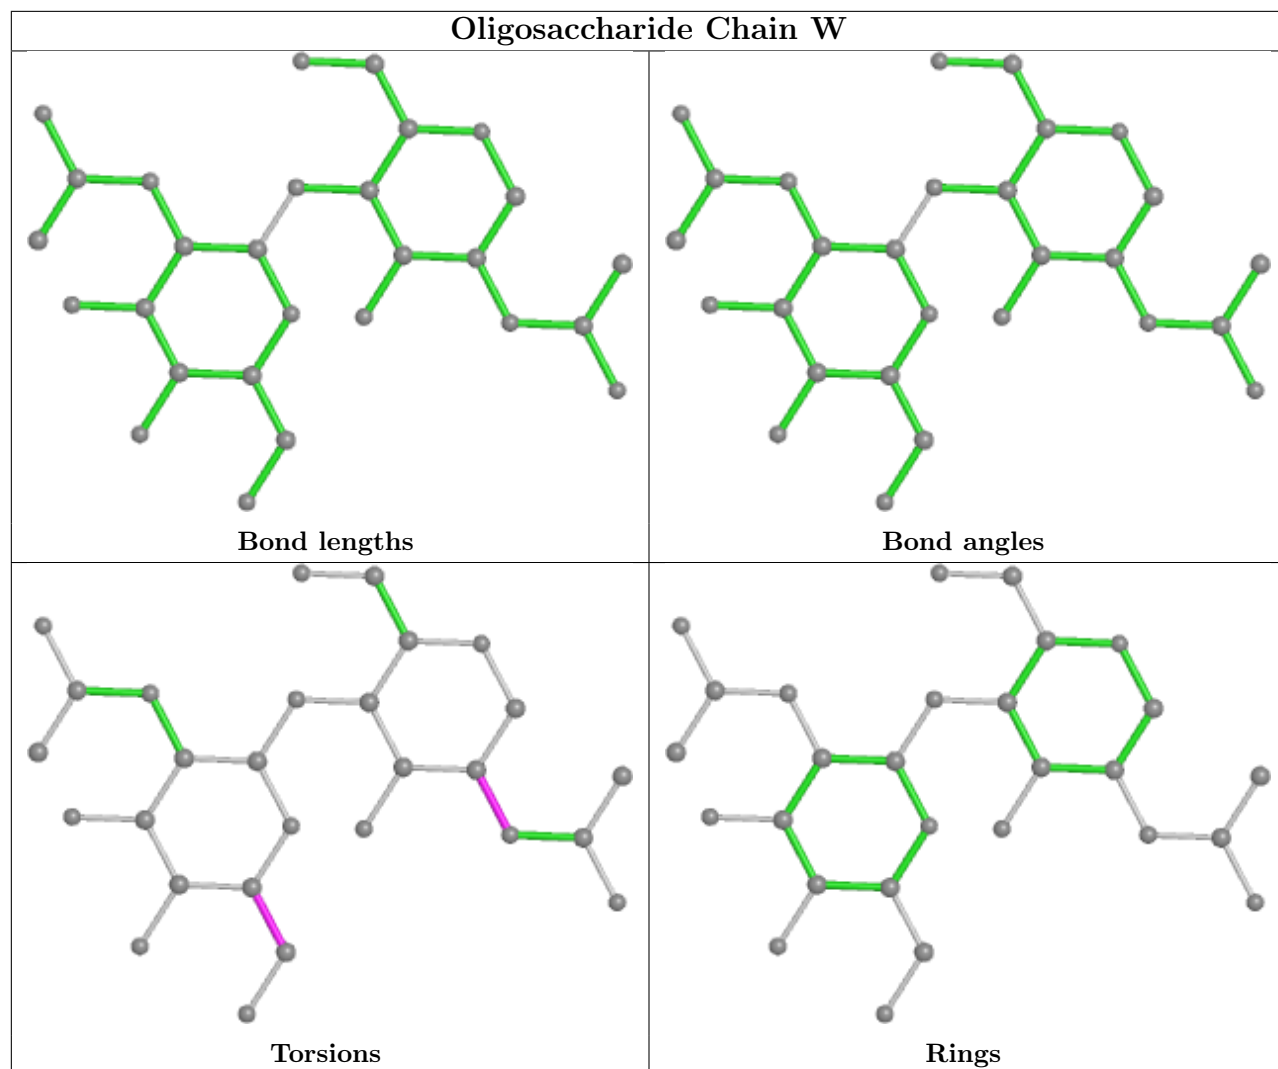 Oligosaccharide Chain W
Bond lengths
Bond angles
Torsions
Rings